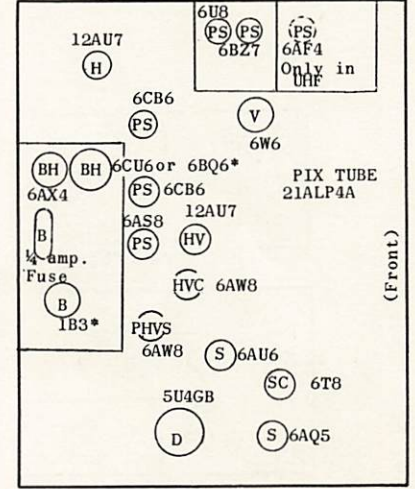 6U8
PS PS
6BZ7
PS
6AF4
Only in
UHF
12AU7
H
6CB6
PS
V
6W6
BH BH 6CU6 or 6BQ6*
6AX4
PS 6CB6
PIX TUBE
21ALP4A
6AS8
PS
12AU7
HV
B
¼ amp.
Fuse
B
1B3*
(Front)
HVC 6AW8
PHVS
6AW8
S 6AU6
SC 6T8
5U4GB
D
S 6AQ5